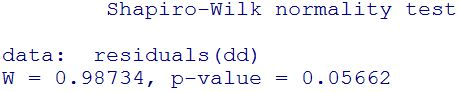 Shapiro-Wilk normality test
data:  residuals(dd)
W = 0.98734, p-value = 0.05662